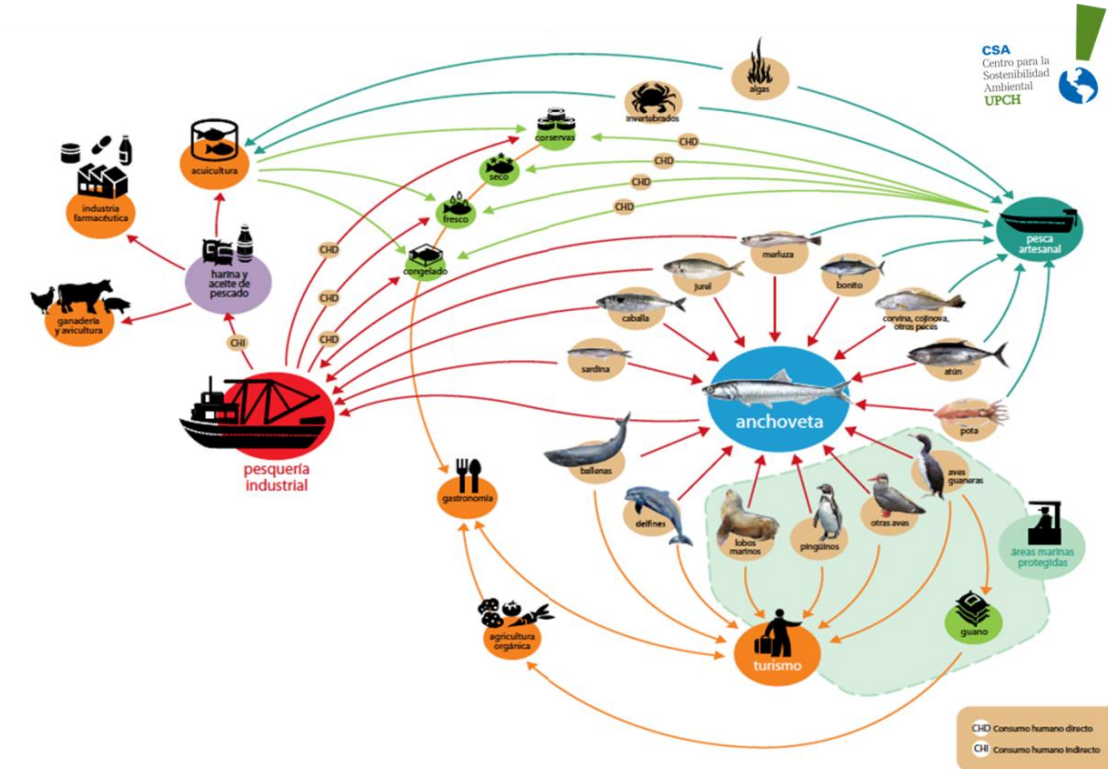 CSA
Centro para la
Sostenibilidad
Ambiental
UPCH
algas
invertebrados
conservas
CHD
acuicultura
CHD
seco
CHD
industria
farmacéutica
fresco
CHD
pesca
artesanal
CHD
merluza
congelado
harina y
aceite de
pescado
jurel
bonito
CHD
ganadería
y avicultura
caballa
corvina, cojinova,
otros peces
CHD
CHI
sardina
atún
anchoveta
pota
pesquería
industrial
ballenas
aves
guaneras
gastronomía
delfines
otras aves
lobos
marinos
pingüinos
áreas marinas
protegidas
agricultura
orgánica
guano
turismo
CHD Consumo humano directo
CHI Consumo humano indirecto